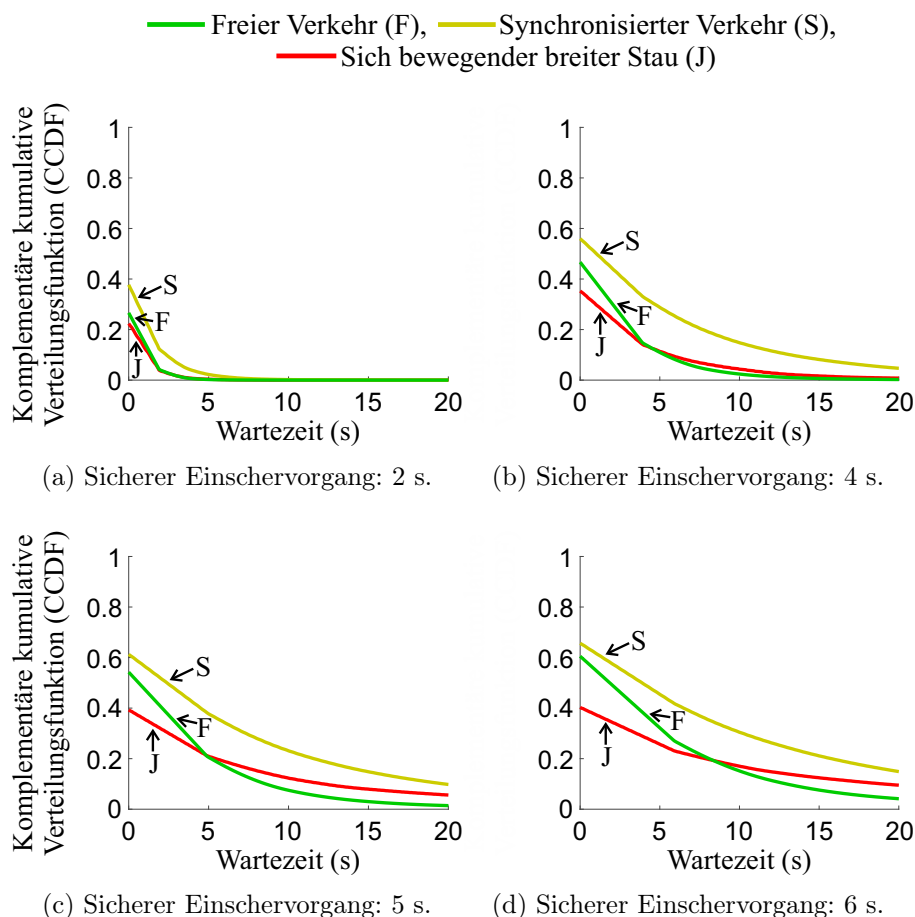 Freier Verkehr (F), Synchronisierter Verkehr (S),
Sich bewegender breiter Stau (J)
Komplementäre kumulative
Verteilungsfunktion (CCDF)
1
0.8
0.6
0.4
0.2
0
S
F
J
0 5 10 15 20
Wartezeit (s)
(a) Sicherer Einschervorgang: 2 s.
1
0.8
0.6
0.4
0.2
0
S
F
J
0 5 10 15 20
Wartezeit (s)
(b) Sicherer Einschervorgang: 4 s.
Komplementäre kumulative
Verteilungsfunktion (CCDF)
1
0.8
0.6
0.4
0.2
0
S
F
J
0 5 10 15 20
Wartezeit (s)
(c) Sicherer Einschervorgang: 5 s.
1
0.8
0.6
0.4
0.2
0
S
F
J
0 5 10 15 20
Wartezeit (s)
(d) Sicherer Einschervorgang: 6 s.